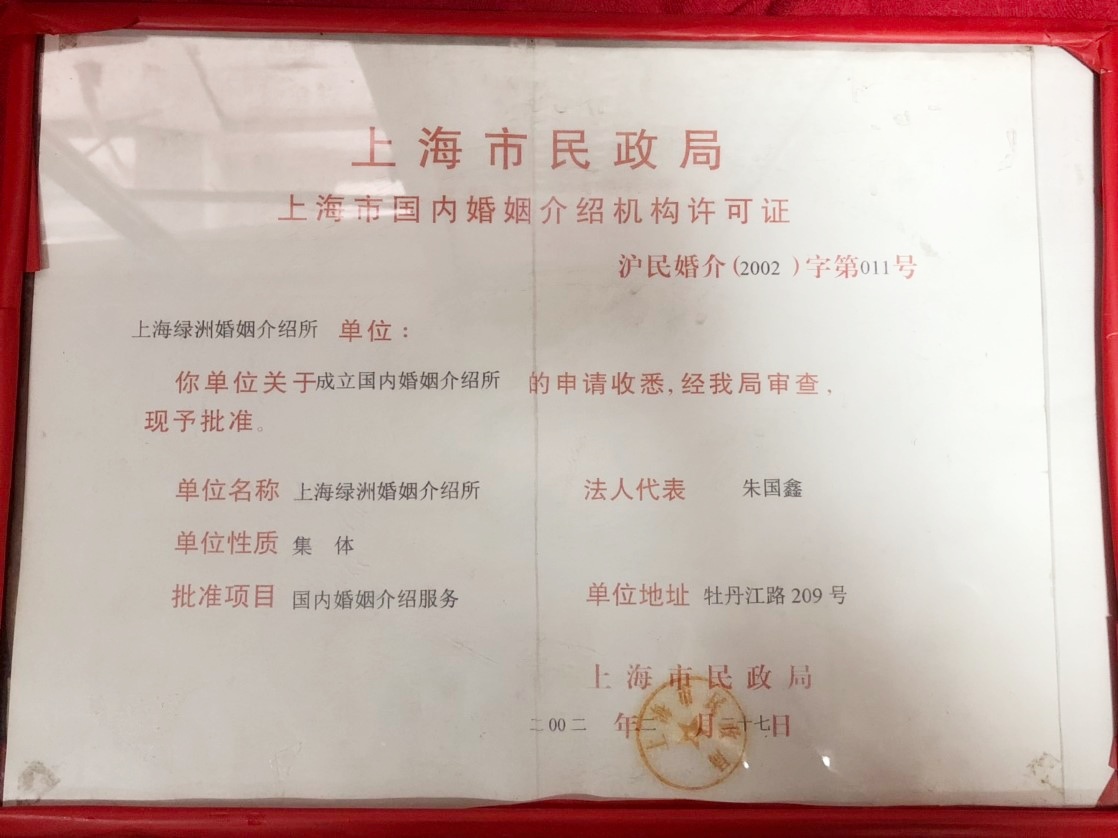 上海市民政局
上海市国内婚姻介绍机构许可证
沪民婚介(2002 )字第011号
上海绿洲婚姻介绍所 单位:
你单位关于成立国内婚姻介绍所 的申请收悉,经我局审查,
现予批准。
单位名称 上海绿洲婚姻介绍所 法人代表 朱国鑫
单位性质 集 体
批准项目 国内婚姻介绍服务 单位地址 牡丹江路 209 号
上海市民政局
二00二 年二 月二十七日